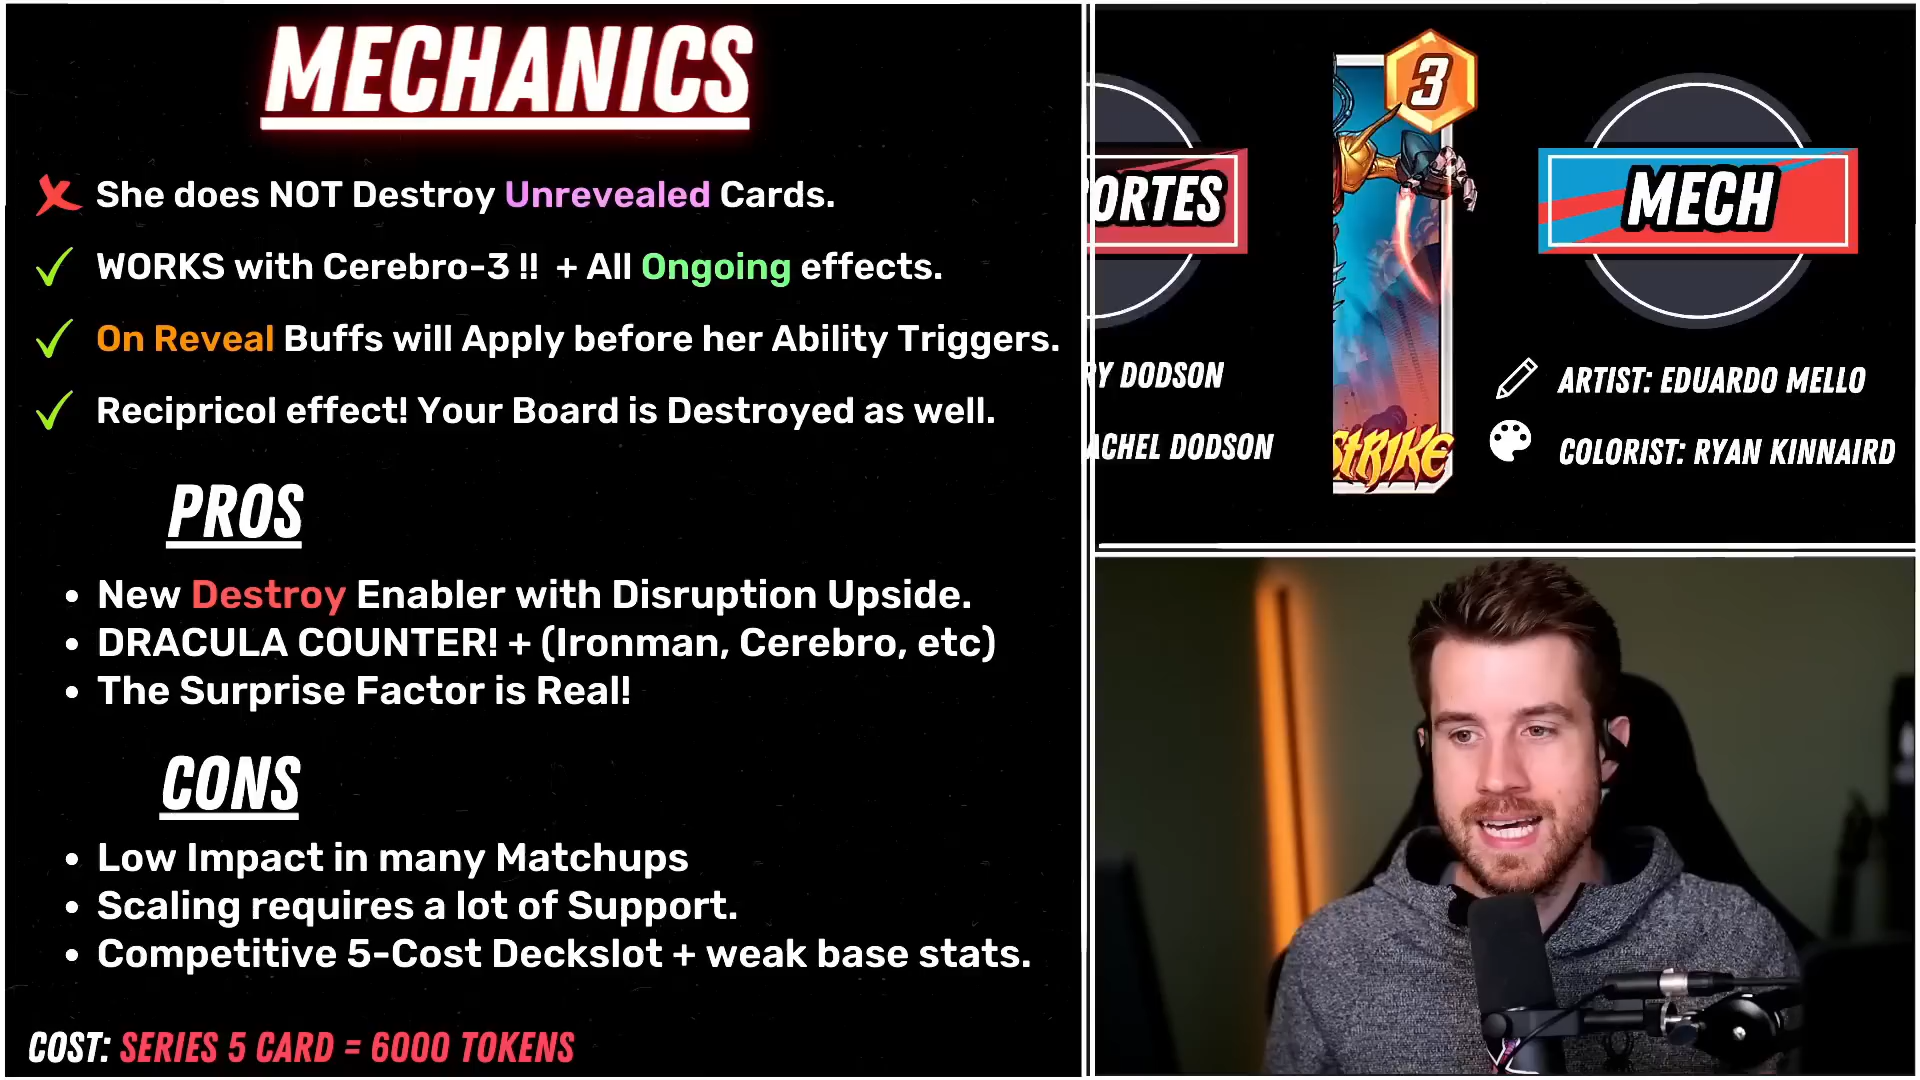 MECHANICS
She does NOT Destroy Unrevealed Cards.
WORKS with Cerebro-3 !! + All Ongoing effects.
On Reveal Buffs will Apply before her Ability Triggers.
Recipricol effect! Your Board is Destroyed as well.
PROS
• New Destroy Enabler with Disruption Upside.
• DRACULA COUNTER! + (Ironman, Cerebro, etc)
• The Surprise Factor is Real!
CONS
• Low Impact in many Matchups
• Scaling requires a lot of Support.
• Competitive 5-Cost Deckslot + weak base stats.
COST: SERIES 5 CARD = 6000 TOKENS
ORTES
RY DODSON
ACHEL DODSON
3
STRIKE
MECH
ARTIST: EDUARDO MELLO
COLORIST: RYAN KINNAIRD